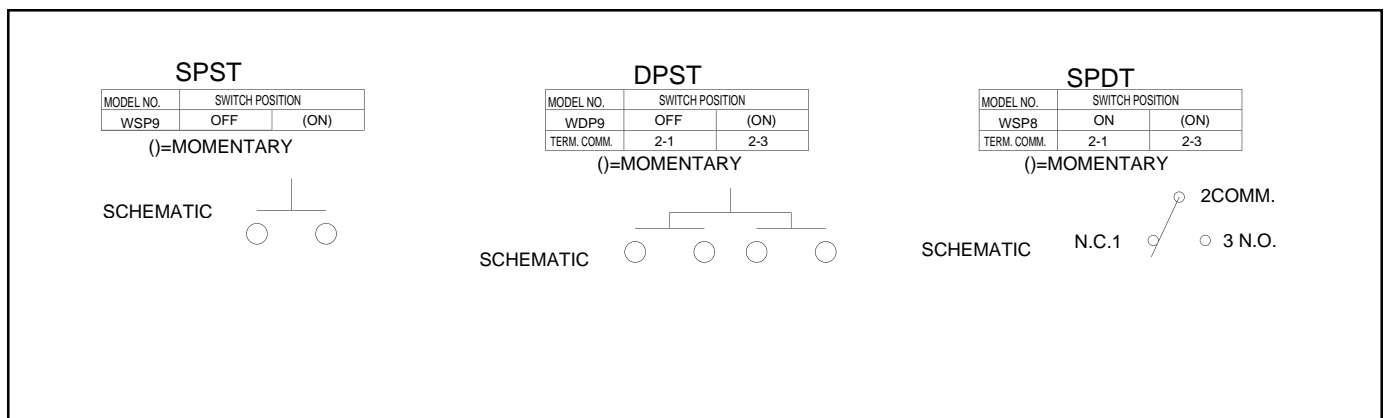 SPST
MODEL NO. SWITCH POSITION
WSP9 OFF (ON)
()=MOMENTARY
SCHEMATIC
DPST
MODEL NO. SWITCH POSITION
WDP9 OFF (ON)
TERM. COMM. 2-1 2-3
()=MOMENTARY
SCHEMATIC
SPDT
MODEL NO. SWITCH POSITION
WSP8 ON (ON)
TERM. COMM. 2-1 2-3
()=MOMENTARY
2COMM.
SCHEMATIC N.C.1 3 N.O.